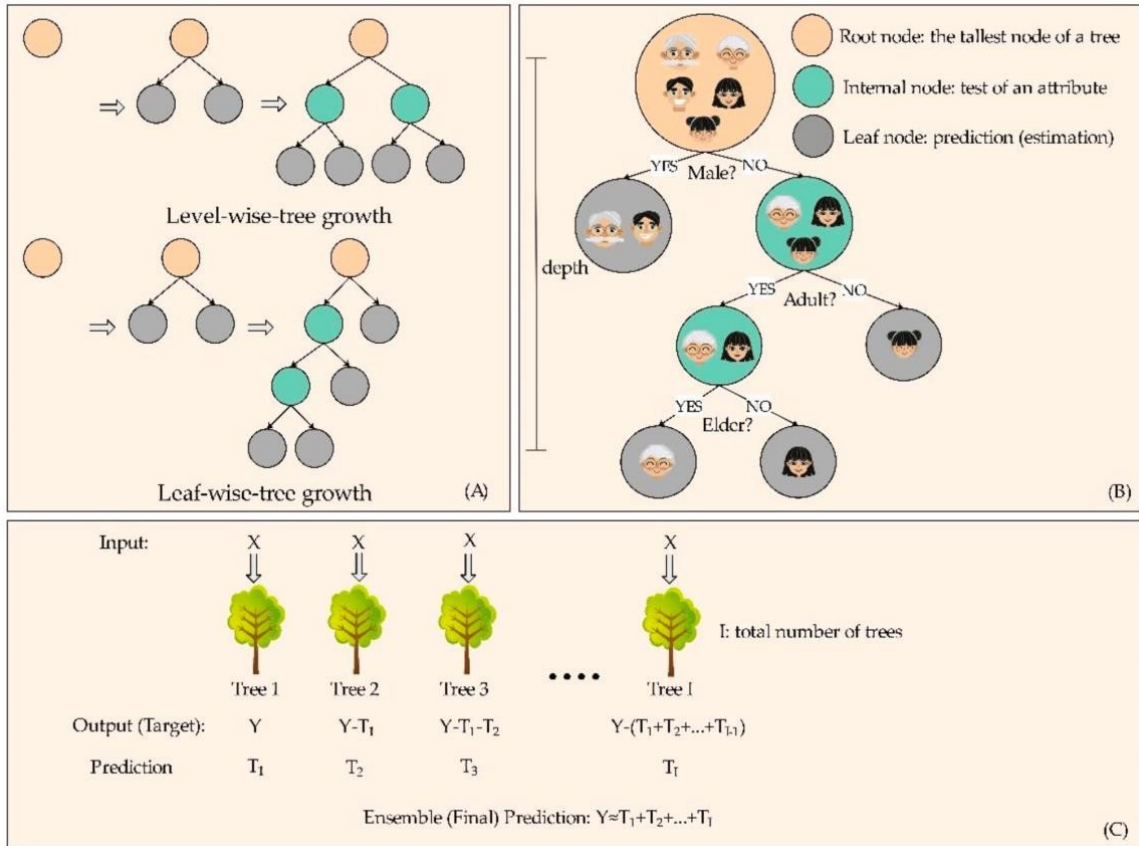 Level-wise-tree growth
Leaf-wise-tree growth
(A)
Root node: the tallest node of a tree
Internal node: test of an attribute
Leaf node: prediction (estimation)
YES
Male?
NO
depth
YES
Adult?
NO
YES
Elder?
NO
(B)
Input:
X
X
X
X
I: total number of trees
Tree 1
Tree 2
Tree 3
....
Tree I
Output (Target):
Y
Y-T₁
Y-T₁-T₂
Y-(T₁+T₂+...+T_I-1)
Prediction
T₁
T₂
T₃
T_I
Ensemble (Final) Prediction: Y≈T₁+T₂+...+T_I
(C)